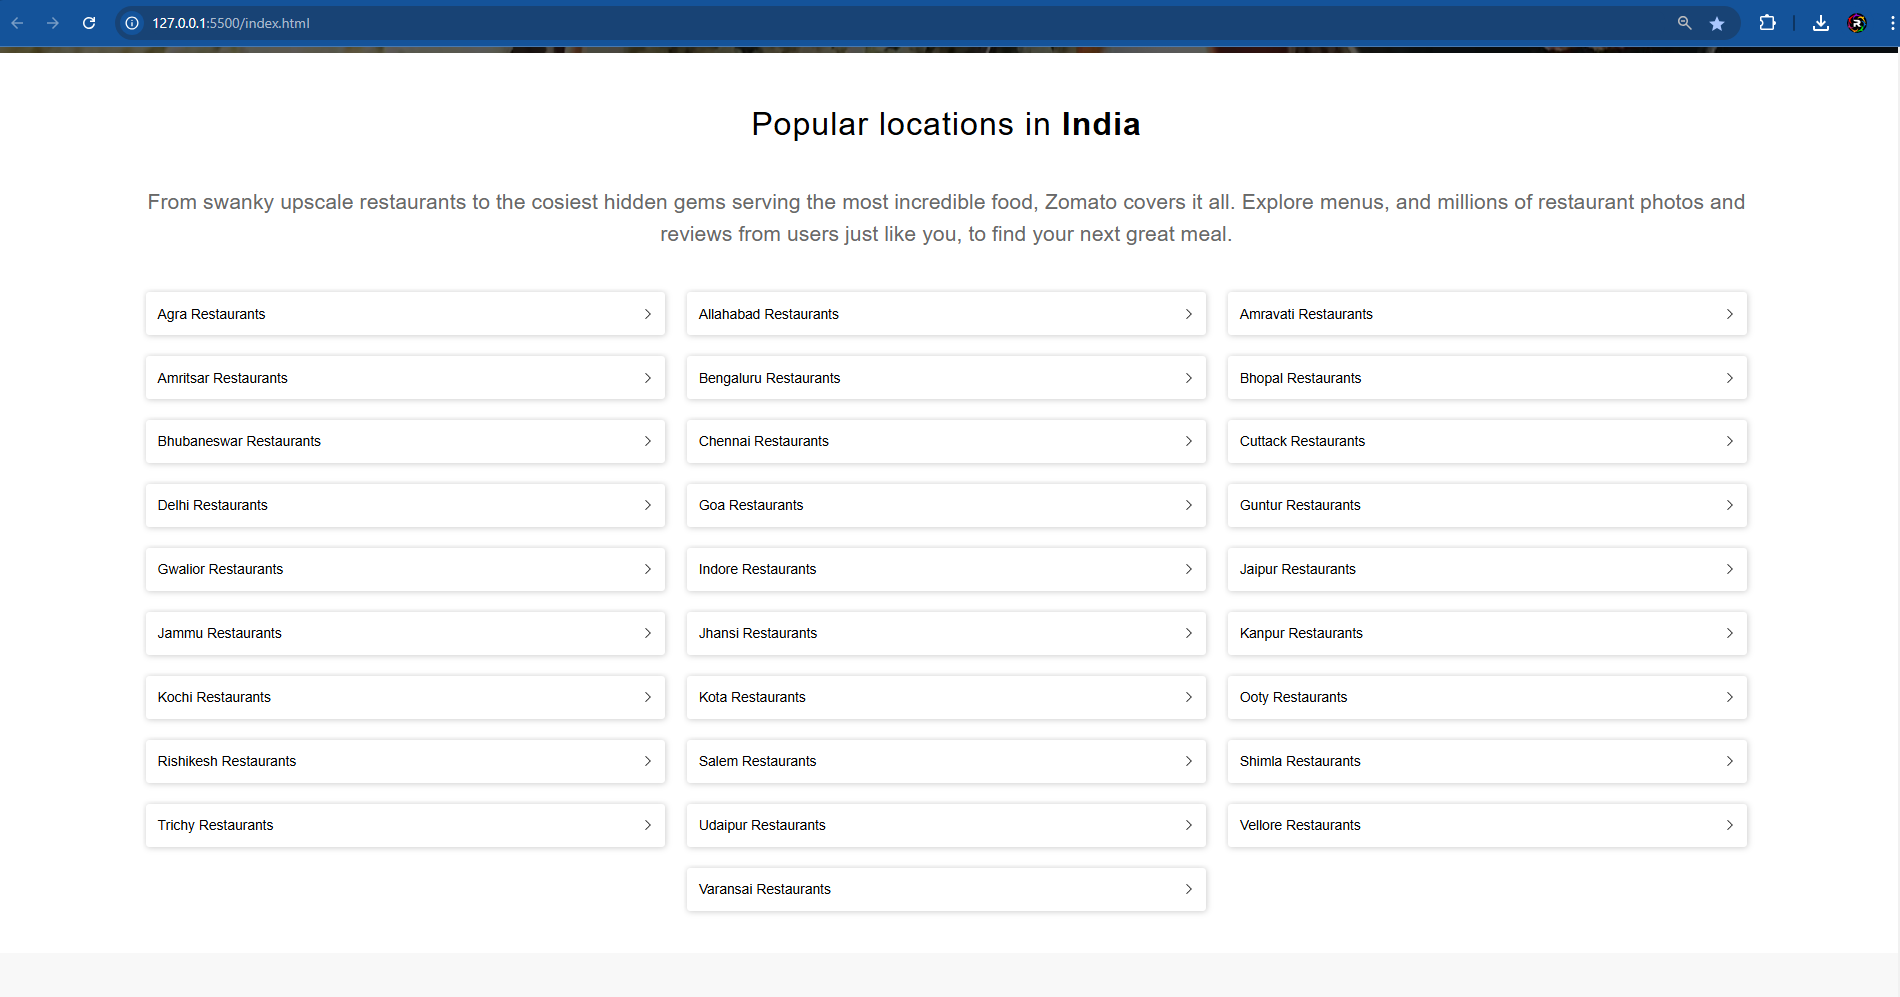 127.0.0.1:5500/index.html
Popular locations in India
From swanky upscale restaurants to the cosiest hidden gems serving the most incredible food, Zomato covers it all. Explore menus, and millions of restaurant photos and
reviews from users just like you, to find your next great meal.
Agra Restaurants
Allahabad Restaurants
Amravati Restaurants
Amritsar Restaurants
Bengaluru Restaurants
Bhopal Restaurants
Bhubaneswar Restaurants
Chennai Restaurants
Cuttack Restaurants
Delhi Restaurants
Goa Restaurants
Guntur Restaurants
Gwalior Restaurants
Indore Restaurants
Jaipur Restaurants
Jammu Restaurants
Jhansi Restaurants
Kanpur Restaurants
Kochi Restaurants
Kota Restaurants
Ooty Restaurants
Rishikesh Restaurants
Salem Restaurants
Shimla Restaurants
Trichy Restaurants
Udaipur Restaurants
Vellore Restaurants
Varansai Restaurants